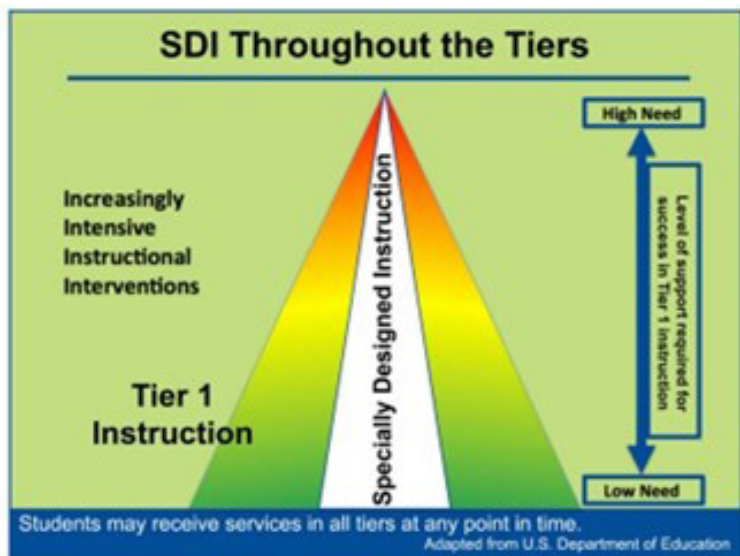 SDI Throughout the Tiers
High Need
Increasingly
Intensive
Instructional
Interventions
Specially Designed Instruction
Level of support required for
success in Tier 1 instruction
Tier 1
Instruction
Low Need
Students may receive services in all tiers at any point in time.
Adapted from U.S. Department of Education